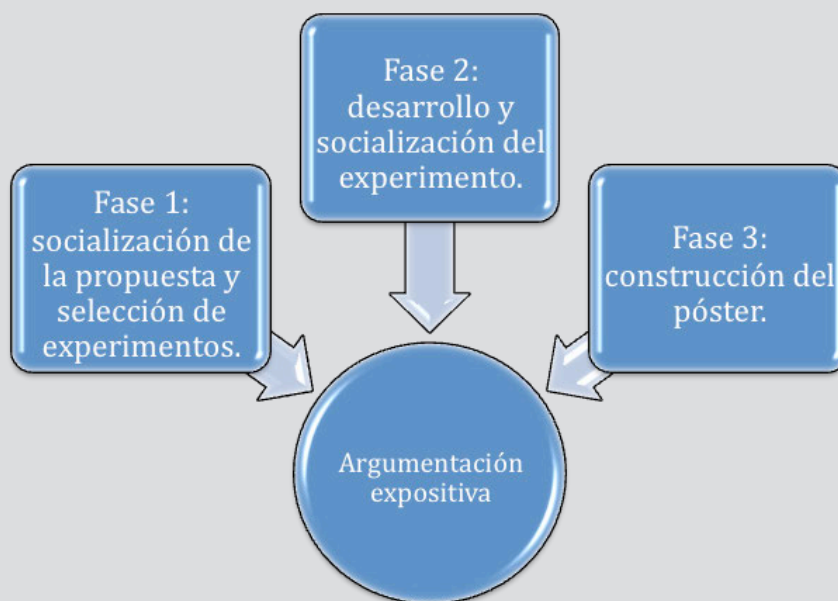 Fase 1:
socialización de
la propuesta y
selección de
experimentos.
Fase 2:
desarrollo y
socialización del
experimento.
Fase 3:
construcción del
póster.
Argumentación
expositiva